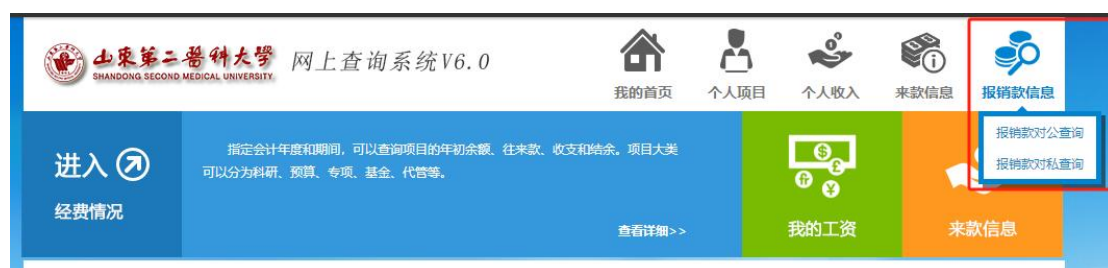 山东第二医科大学 网上查询系统V6.0
SHANDONG SECOND MEDICAL UNIVERSITY
我的首页 个人项目 个人收入 来款信息 报销款信息
报销款对公查询
报销款对私查询
进入
经费情况
指定会计年度和期间，可以查询项目的年初余额、往来款、收支和结余。项目大类
可以分为科研、预算、专项、基金、代管等。
查看详细>>
我的工资
来款信息